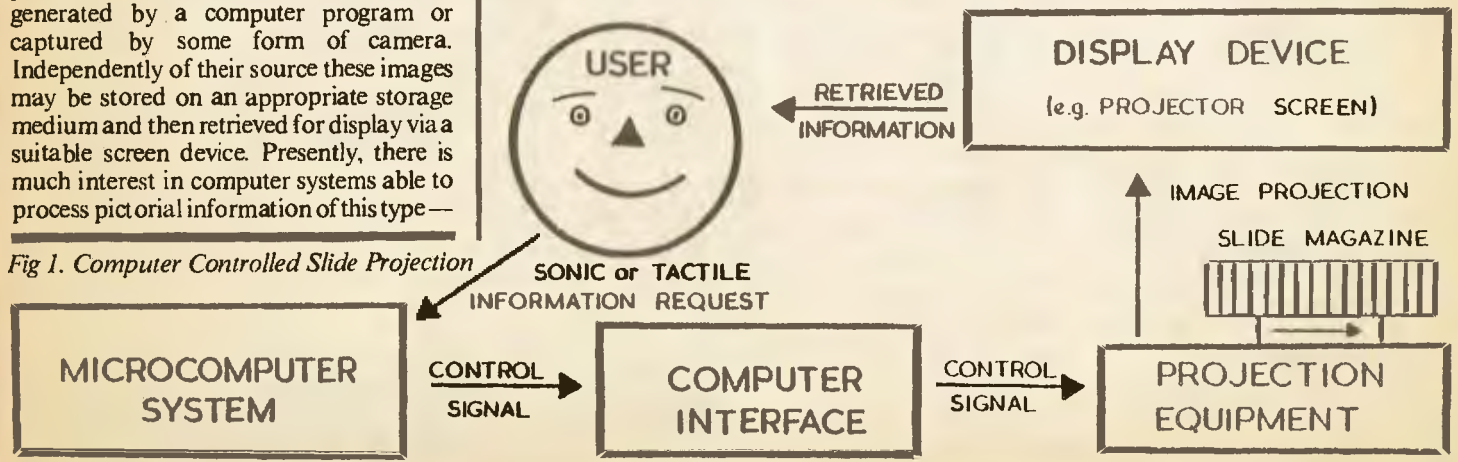 generated by a computer program or
captured by some form of camera.
Independently of their source these images
may be stored on an appropriate storage
medium and then retrieved for display via a
suitable screen device. Presently, there is
much interest in computer systems able to
process pictorial information of this type—
Fig 1. Computer Controlled Slide Projection
USER
RETRIEVED
INFORMATION
DISPLAY DEVICE
(e.g. PROJECTOR SCREEN)
IMAGE PROJECTION
SLIDE MAGAZINE
SONIC or TACTILE
INFORMATION REQUEST
MICROCOMPUTER
SYSTEM
CONTROL
SIGNAL
COMPUTER
INTERFACE
CONTROL
SIGNAL
PROJECTION
EQUIPMENT